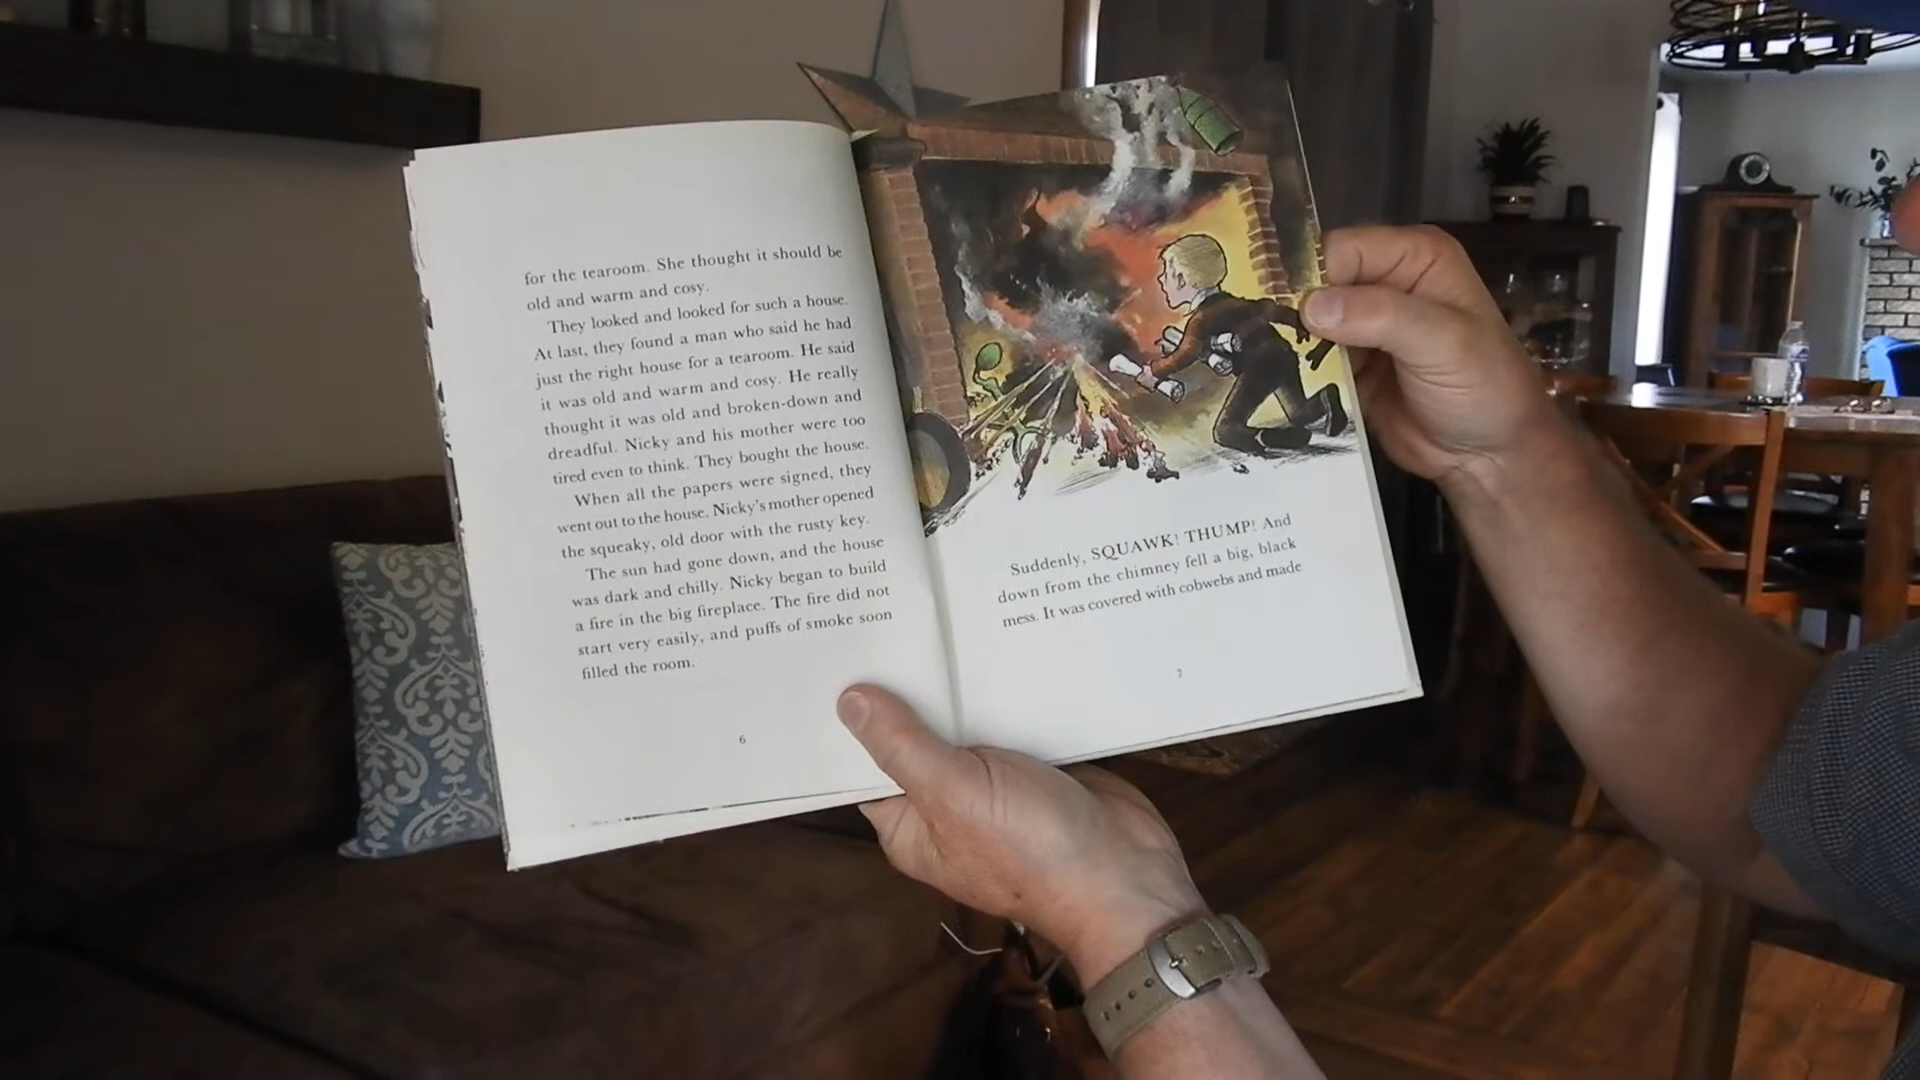 for the tearoom. She thought it should be
old and warm and cosy.
They looked and looked for such a house.
At last, they found a man who said he had
just the right house for a tearoom. He said
it was old and warm and cosy. He really
thought it was old and broken-down and
dreadful. Nicky and his mother were too
tired even to think. They bought the house.
When all the papers were signed, they
went out to the house. Nicky's mother opened
the squeaky, old door with the rusty key.
The sun had gone down, and the house
was dark and chilly. Nicky began to build
a fire in the big fireplace. The fire did not
start very easily, and puffs of smoke soon
filled the room.
6
Suddenly, SQUAWK! THUMP! And
down from the chimney fell a big, black
mess. It was covered with cobwebs and made
7